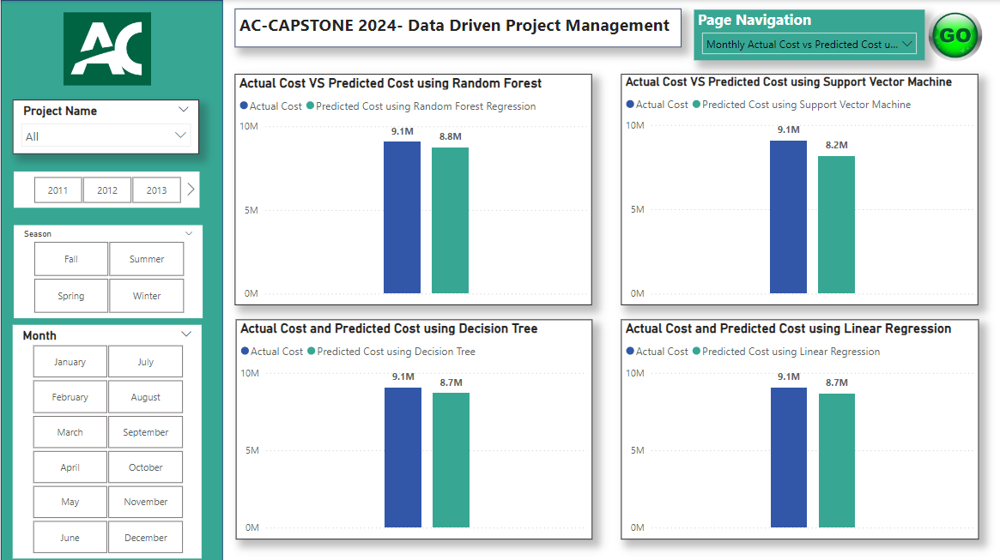 AC
Project Name
All
2011 2012 2013
Season
Fall Summer
Spring Winter
Month
January July
February August
March September
April October
May November
June December
AC-CAPSTONE 2024- Data Driven Project Management
Page Navigation
Monthly Actual Cost vs Predicted Cost u...
GO
Actual Cost VS Predicted Cost using Random Forest
Actual Cost Predicted Cost using Random Forest Regression
10M
9.1M 8.8M
5M
0M
Actual Cost VS Predicted Cost using Support Vector Machine
Actual Cost Predicted Cost using Support Vector Machine
10M
9.1M
8.2M
5M
0M
Actual Cost and Predicted Cost using Decision Tree
Actual Cost Predicted Cost using Decision Tree
10M
9.1M 8.7M
5M
0M
Actual Cost and Predicted Cost using Linear Regression
Actual Cost Predicted Cost using Linear Regression
10M
9.1M 8.7M
5M
0M